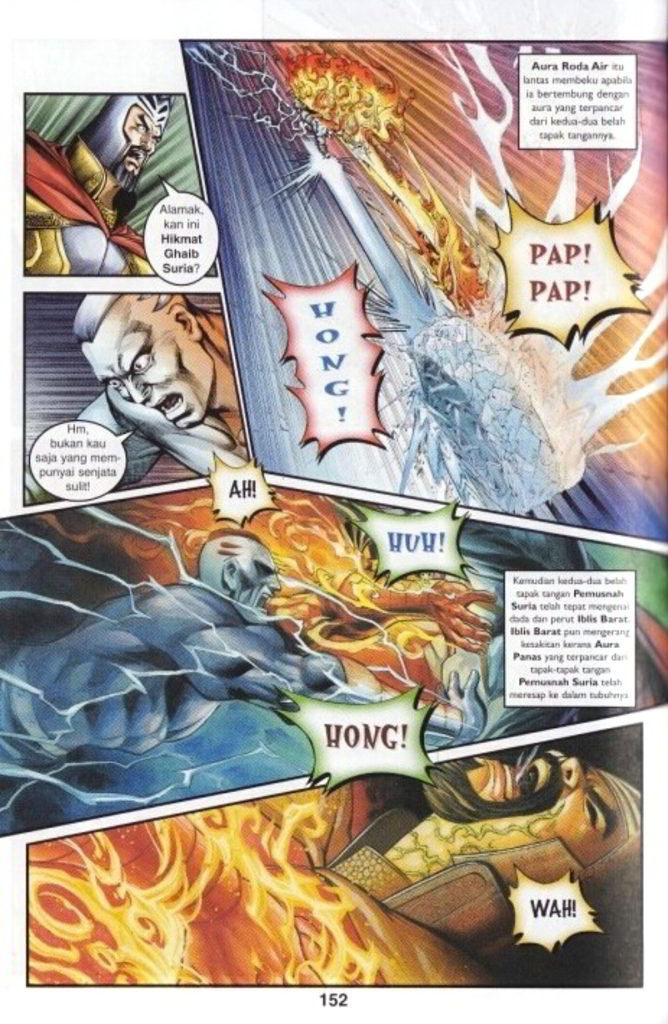 Aura Roda Air itu
lantas membeku apabila
ia bertembung dengan
aura yang terpancar
dari kedua-dua belah
tapak tangannya.
Alamak,
kan ini
Hikmat
Ghaib
Suria?
PAP!
PAP!
HONG!
Hm,
bukan kau
saja yang mem-
punyai senjata
sulit!
AH!
HUH!
Kemudian kedua-dua belah
tapak tangan Pemusnah
Suria telah tepat mengenai
dada dan perut Iblis Barat.
Iblis Barat pun mengerang
kesakitan kerana Aura
Panas yang terpancar dari
tapak-tapak tangan
Pemusnah Suria telah
meresap ke dalam tubuhnya.
HONG!
WAH!
152